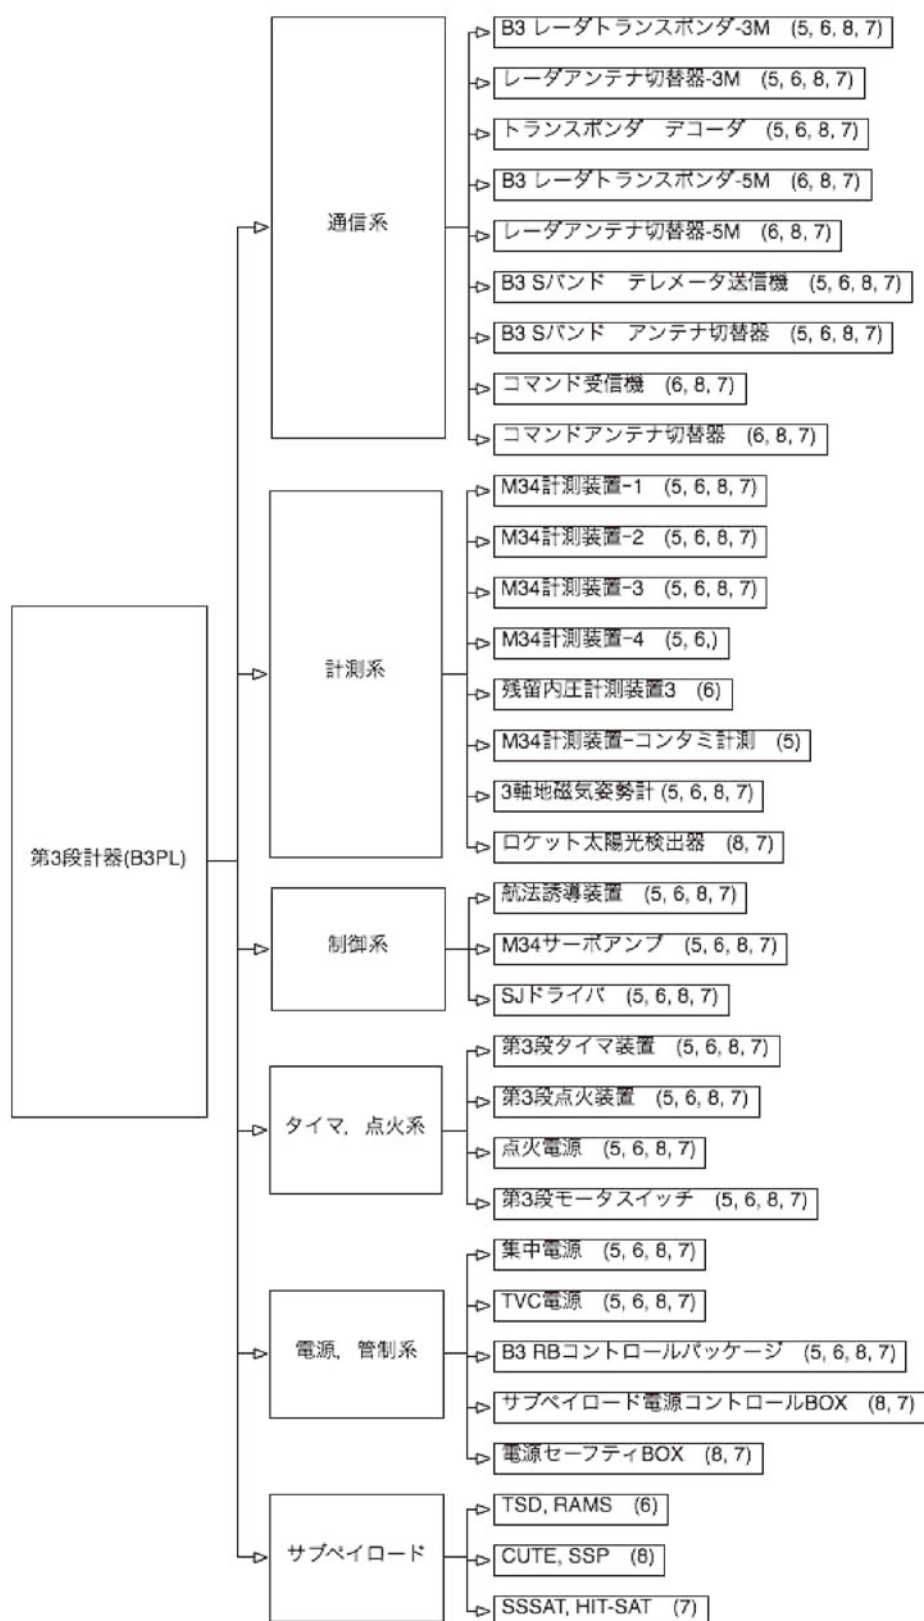 第3段計器(B3PL)
通信系
B3 レーダトランスポンダ-3M (5, 6, 8, 7)
レーダアンテナ切替器-3M (5, 6, 8, 7)
トランスポンダ デコーダ (5, 6, 8, 7)
B3 レーダトランスポンダ-5M (6, 8, 7)
レーダアンテナ切替器-5M (6, 8, 7)
B3 Sバンド テレメータ送信機 (5, 6, 8, 7)
B3 Sバンド アンテナ切替器 (5, 6, 8, 7)
コマンド受信機 (6, 8, 7)
コマンドアンテナ切替器 (6, 8, 7)
計測系
M34計測装置-1 (5, 6, 8, 7)
M34計測装置-2 (5, 6, 8, 7)
M34計測装置-3 (5, 6, 8, 7)
M34計測装置-4 (5, 6,)
残留内圧計測装置3 (6)
M34計測装置-コンタミ計測 (5)
3軸地磁気姿勢計 (5, 6, 8, 7)
ロケット太陽光検出器 (8, 7)
制御系
航法誘導装置 (5, 6, 8, 7)
M34サーボアンプ (5, 6, 8, 7)
SJドライバ (5, 6, 8, 7)
タイマ，点火系
第3段タイマ装置 (5, 6, 8, 7)
第3段点火装置 (5, 6, 8, 7)
点火電源 (5, 6, 8, 7)
第3段モータスイッチ (5, 6, 8, 7)
電源，管制系
集中電源 (5, 6, 8, 7)
TVC電源 (5, 6, 8, 7)
B3 RBコントロールパッケージ (5, 6, 8, 7)
サブペイロード電源コントロールBOX (8, 7)
電源セーフティBOX (8, 7)
サブペイロード
TSD, RAMS (6)
CUTE, SSP (8)
SSSAT, HIT-SAT (7)